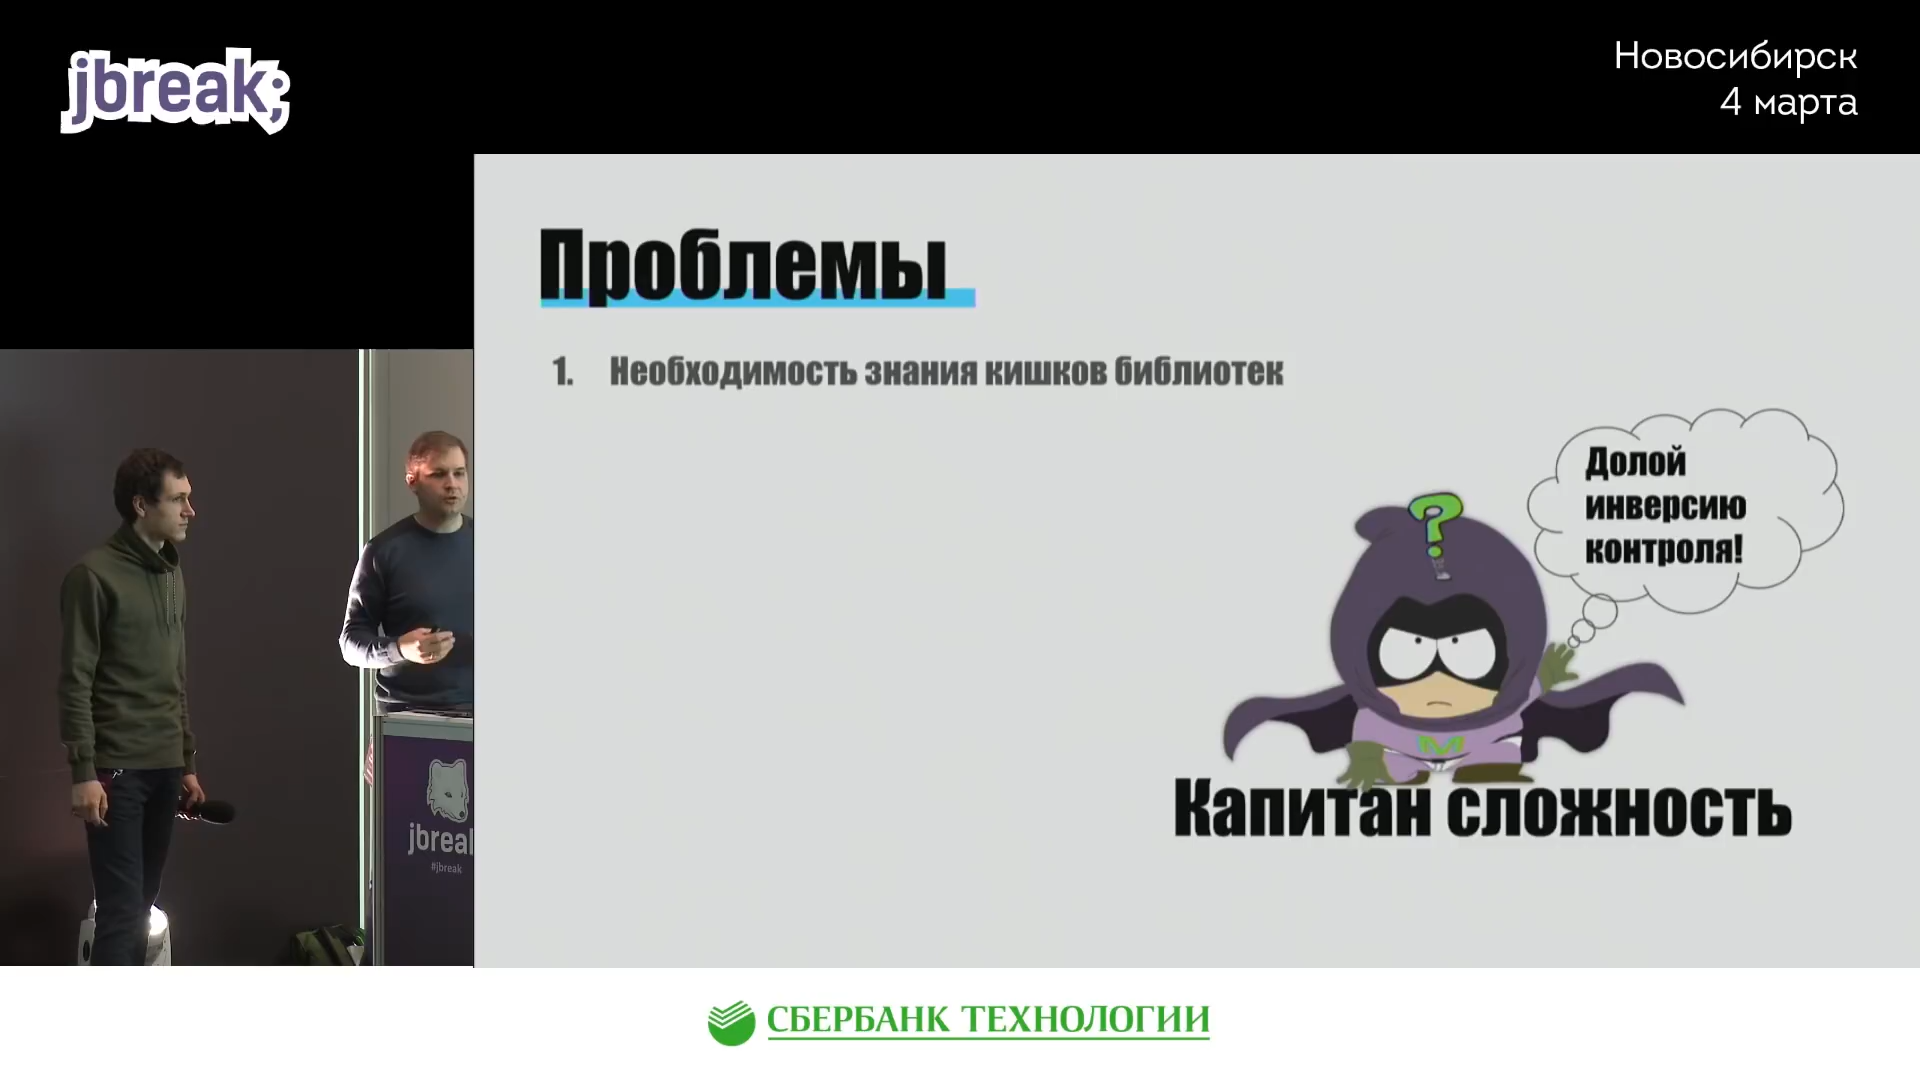 jbreak;
Новосибирск
4 марта
Проблемы
1. Необходимость знания кишков библиотек
Долой
инверсию
контроля!
?
M
Капитан сложность
jbreak
#jbreak
СБЕРБАНК ТЕХНОЛОГИИ